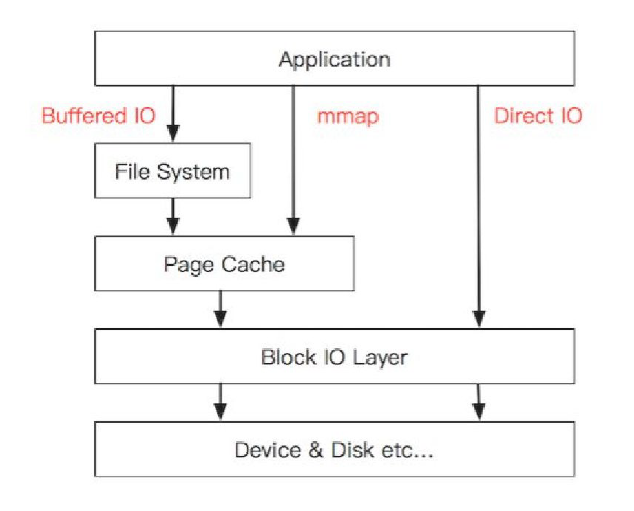 Application
Buffered IO
mmap
Direct IO
File System
Page Cache
Block IO Layer
Device & Disk etc...